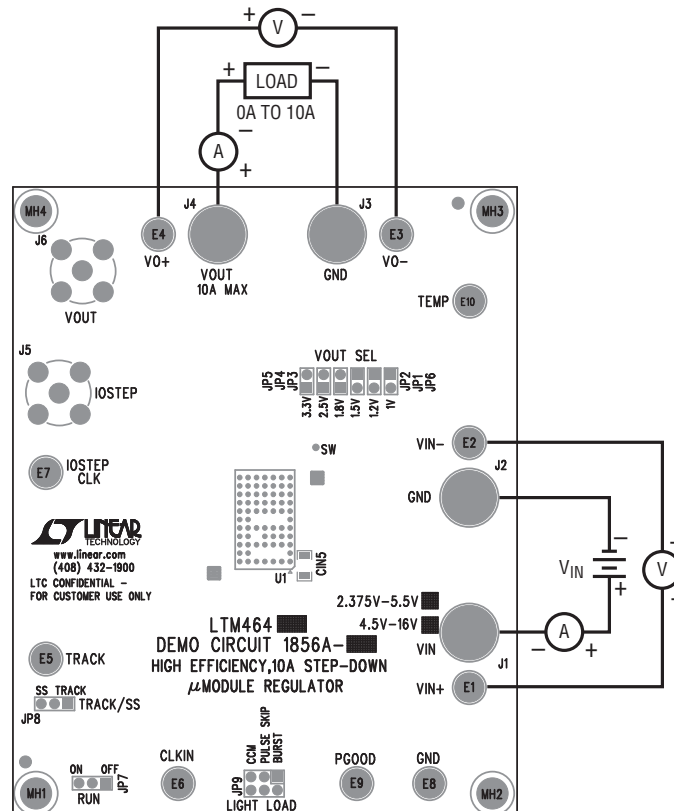 + V −
+ LOAD −
0A TO 10A
−
A
+
MH4
J6
J4
J3
MH3
E4
VO+
VOUT
10A MAX
GND
E3
VO-
VOUT
TEMP
E10
J5
IOSTEP
VOUT SEL
JP5
JP4
JP3
JP2
JP1
JP6
3.3V
2.5V
1.8V
1.5V
1.2V
1V
E7
IOSTEP
CLK
SW
VIN-
E2
J2
GND
LINEAR
TECHNOLOGY
www.linear.com
(408) 432-1900
LTC CONFIDENTIAL -
FOR CUSTOMER USE ONLY
U1
CIN5
−
VIN
+
V
− A +
2.375V-5.5V
4.5V-16V
VIN
J1
LTM464
DEMO CIRCUIT 1856A-
HIGH EFFICIENCY,10A STEP-DOWN
µMODULE REGULATOR
VIN+
E1
E5
TRACK
SS TRACK
TRACK/SS
JP8
ON OFF
JP7
RUN
CLKIN
E6
CCM
PULSE SKIP
BURST
JP9
LIGHT LOAD
PGOOD
E9
GND
E8
MH1
MH2